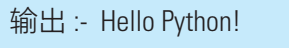 输出 :- Hello Python!